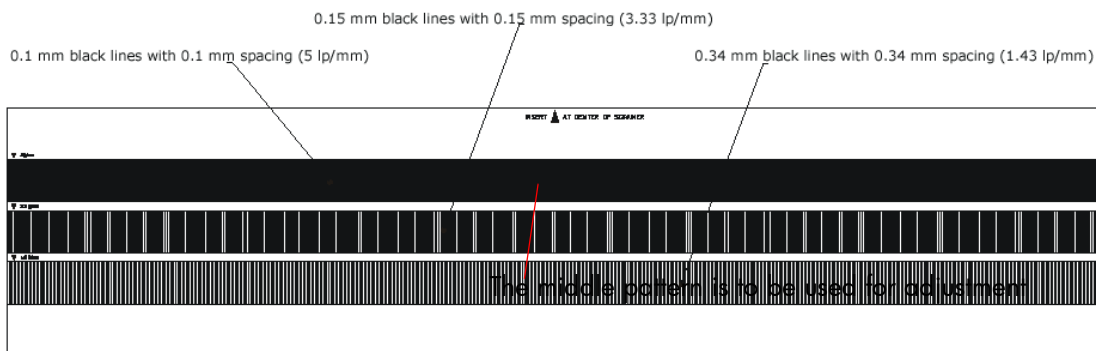 0.15 mm black lines with 0.15 mm spacing (3.33 lp/mm)
0.1 mm black lines with 0.1 mm spacing (5 lp/mm)
0.34 mm black lines with 0.34 mm spacing (1.43 lp/mm)
INSERT AT CENTER OF SCANNER
The middle pattern is to be used for adjustment